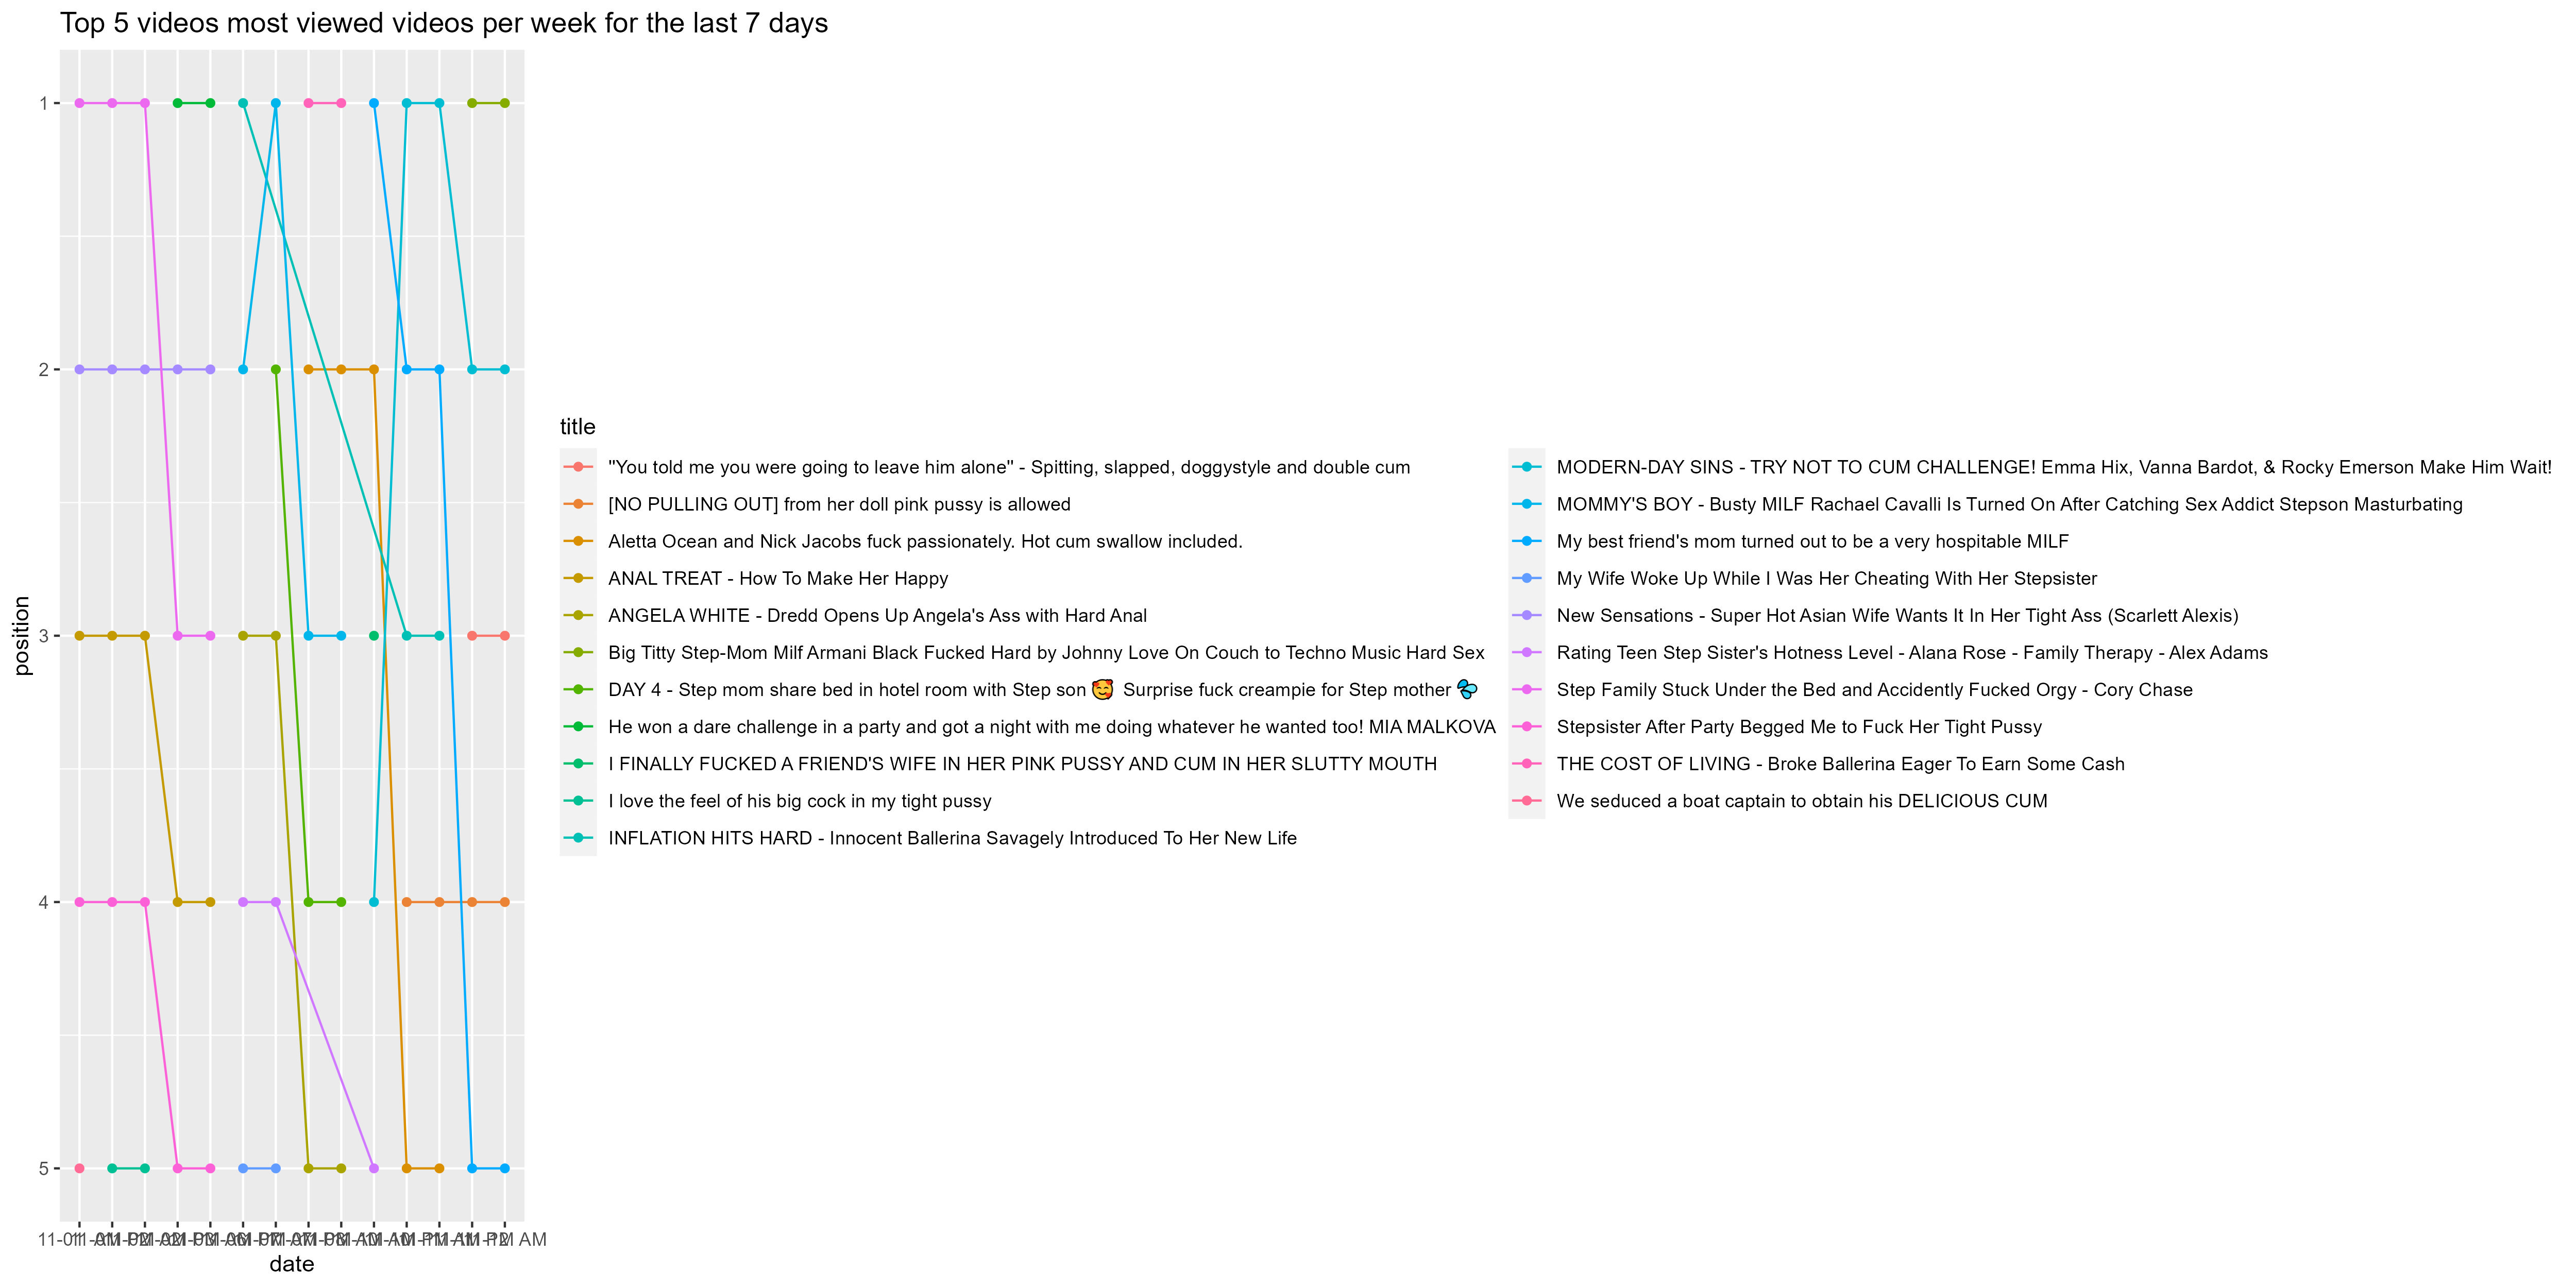 Top 5 videos most viewed videos per week for the last 7 days
position
1
2
3
4
5
date
title
"You told me you were going to leave him alone" - Spitting, slapped, doggystyle and double cum
[NO PULLING OUT] from her doll pink pussy is allowed
Aletta Ocean and Nick Jacobs fuck passionately. Hot cum swallow included.
ANAL TREAT - How To Make Her Happy
ANGELA WHITE - Dredd Opens Up Angela's Ass with Hard Anal
Big Titty Step-Mom Milf Armani Black Fucked Hard by Johnny Love On Couch to Techno Music Hard Sex
DAY 4 - Step mom share bed in hotel room with Step son 🥰 Surprise fuck creampie for Step mother 💦
He won a dare challenge in a party and got a night with me doing whatever he wanted too! MIA MALKOVA
I FINALLY FUCKED A FRIEND'S WIFE IN HER PINK PUSSY AND CUM IN HER SLUTTY MOUTH
I love the feel of his big cock in my tight pussy
INFLATION HITS HARD - Innocent Ballerina Savagely Introduced To Her New Life
MODERN-DAY SINS - TRY NOT TO CUM CHALLENGE! Emma Hix, Vanna Bardot, & Rocky Emerson Make Him Wait!
MOMMY'S BOY - Busty MILF Rachael Cavalli Is Turned On After Catching Sex Addict Stepson Masturbating
My best friend's mom turned out to be a very hospitable MILF
My Wife Woke Up While I Was Her Cheating With Her Stepsister
New Sensations - Super Hot Asian Wife Wants It In Her Tight Ass (Scarlett Alexis)
Rating Teen Step Sister's Hotness Level - Alana Rose - Family Therapy - Alex Adams
Step Family Stuck Under the Bed and Accidently Fucked Orgy - Cory Chase
Stepsister After Party Begged Me to Fuck Her Tight Pussy
THE COST OF LIVING - Broke Ballerina Eager To Earn Some Cash
We seduced a boat captain to obtain his DELICIOUS CUM